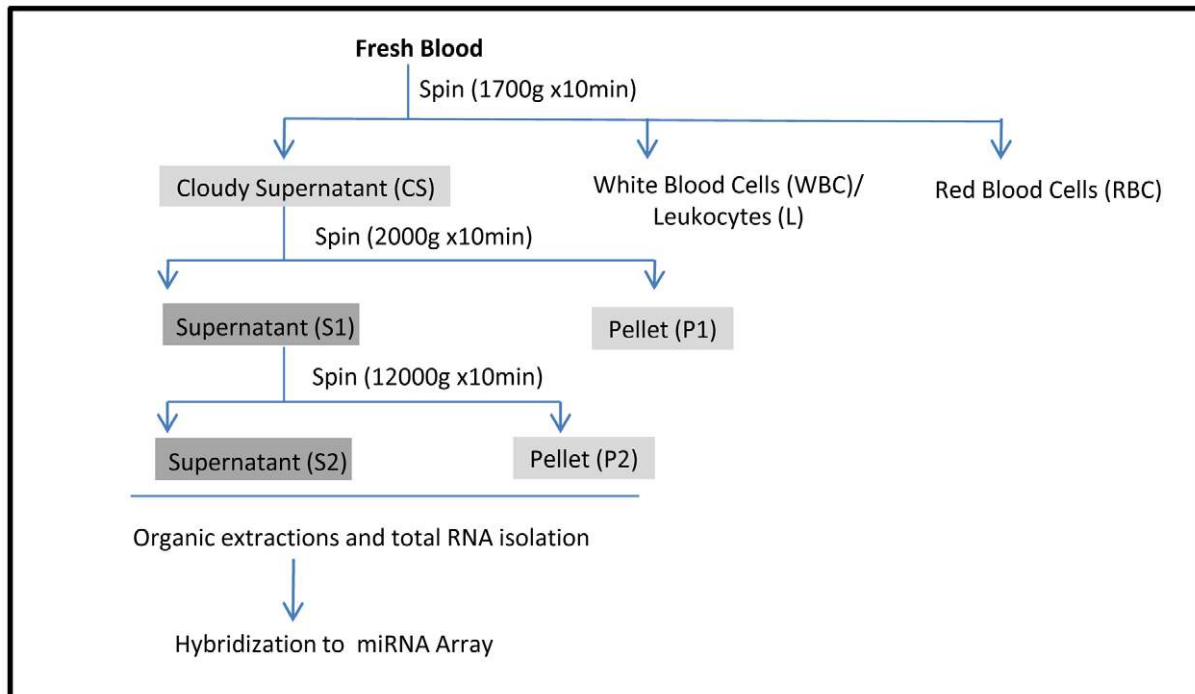 Fresh Blood
Spin (1700g x10min)
Cloudy Supernatant (CS)
White Blood Cells (WBC)/
Leukocytes (L)
Red Blood Cells (RBC)
Spin (2000g x10min)
Supernatant (S1)
Pellet (P1)
Spin (12000g x10min)
Supernatant (S2)
Pellet (P2)
Organic extractions and total RNA isolation
Hybridization to miRNA Array